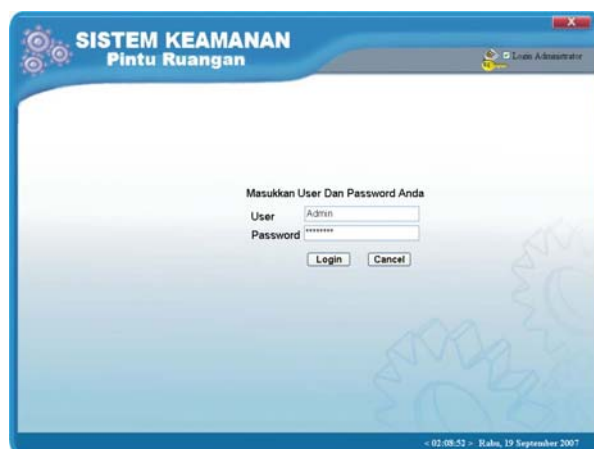 SISTEM KEAMANAN
Pintu Ruangan
X
Login Administrator
Masukkan User Dan Password Anda
User Admin
Password ********
Login Cancel
< 02:08:52 > Rabu, 19 September 2007